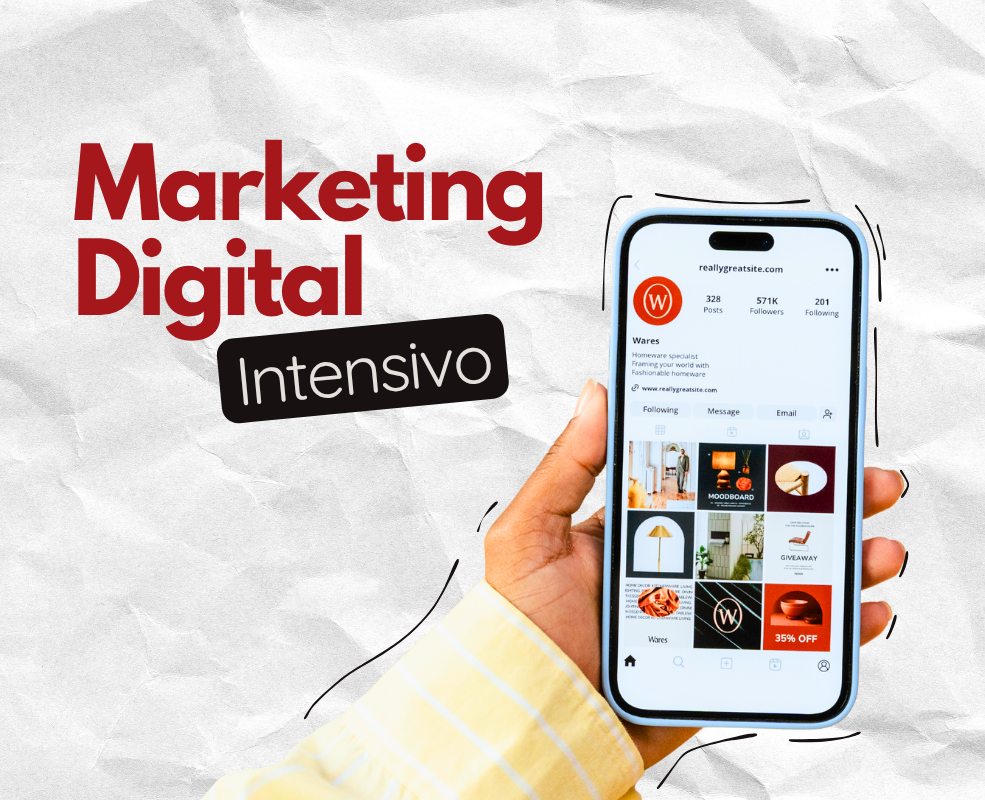 Marketing
Digital
Intensivo
reallygreatsite.com
W
328
Posts
571K
Followers
201
Following
Wares
Homeware specialist
Framing your world with
Fashionable homeware
www.reallygreatsite.com
Following
Message
Email
MOODBOARD
GIVEAWAY
Wares
W
35% OFF